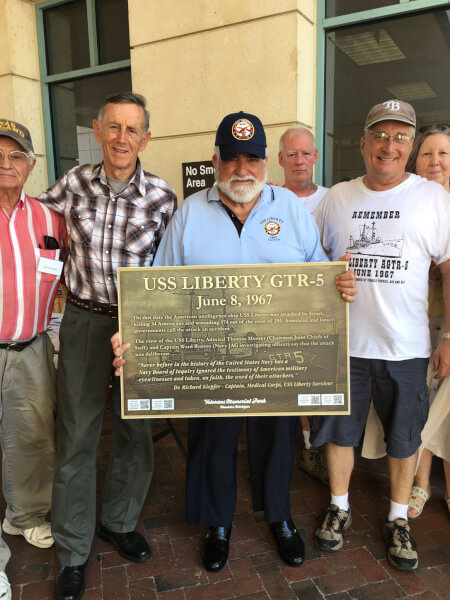 No Smo
Area
USS LIBERTY GTR-5
June 8, 1967
On this date the American intelligence ship USS Liberty was attacked by Israel,
killing 34 Americans and wounding 174 out of the crew of 295. American and Israeli
governments call the attack an accident.
The crew of the USS Liberty, Admiral Thomas Moorer (Chairman Joint Chiefs of
Staff) and Captain Ward Boston (Navy JAG investigating officer) say that the attack
was deliberate.
"Never before in the history of the United States Navy has a
Navy Board of Inquiry ignored the testimony of American military
eyewitnesses and taken, on faith, the word of their attackers."
Dr Richard Kiepfer - Captain, Medical Corps, USS Liberty Survivor
Veterans Memorial Park
GTR 5
REMEMBER
LIBERTY AGTR-5
JUNE 1967
USS LIBERTY
TB